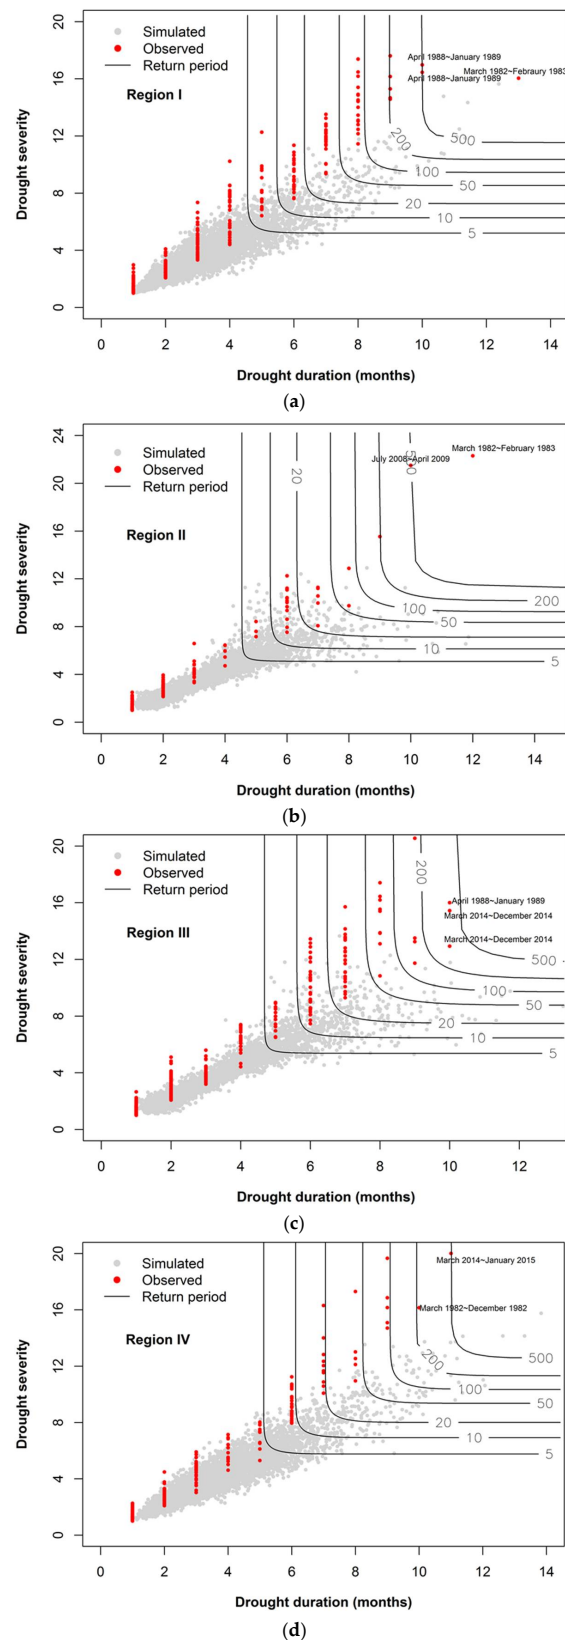 20
Simulated
Observed
Return period
April 1988~January 1989
March 1982~Febraury 1983
April 1988~January 1989
16
Region I
Drought severity
12
200
500
100
8
50
20
10
4
5
0
0 2 4 6 8 10 12 14
Drought duration (months)
(a)
24
Simulated
Observed
Return period
March 1982~February 1983
July 2008~April 2009
500
20
20
16
Region II
Drought severity
12
200
100
8
50
10
5
4
0
0 2 4 6 8 10 12 14
Drought duration (months)
(b)
20
Simulated
Observed
Return period
200
16
April 1988~January 1989
March 2014~December 2014
Region III
March 2014~December 2014
Drought severity
12
500
100
50
8
20
10
5
4
0
0 2 4 6 8 10 12
Drought duration (months)
(c)
20
Simulated
Observed
Return period
March 2014~January 2015
16
March 1982~December 1982
Region IV
Drought severity
12
200
500
100
50
8
20
10
5
4
0
0 2 4 6 8 10 12 14
Drought duration (months)
(d)